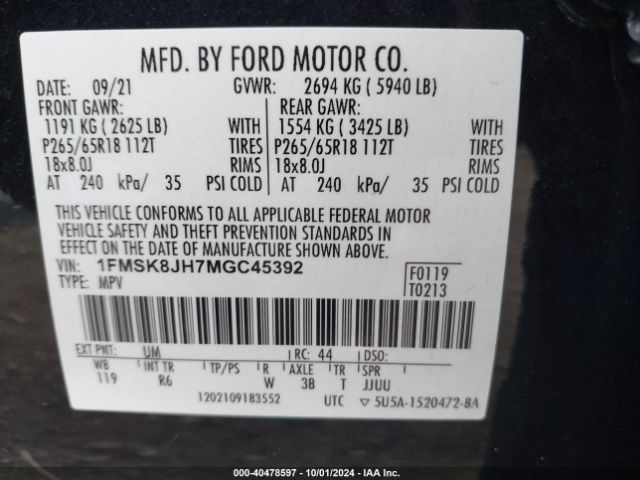 MFD. BY FORD MOTOR CO.
DATE: 09/21 GVWR: 2694 KG ( 5940 LB)
FRONT GAWR: REAR GAWR:
1191 KG ( 2625 LB) WITH 1554 KG ( 3425 LB) WITH
P265/65R18 112T TIRES P265/65R18 112T TIRES
18x8.0J RIMS 18x8.0J RIMS
AT 240 kPa/ 35 PSI COLD AT 240 kPa/ 35 PSI COLD
THIS VEHICLE CONFORMS TO ALL APPLICABLE FEDERAL MOTOR
VEHICLE SAFETY AND THEFT PREVENTION STANDARDS IN
EFFECT ON THE DATE OF MANUFACTURE SHOWN ABOVE.
VIN: 1FMSK8JH7MGC45392 F0119
TYPE: MPV T0213
EXT PNT: UM RC: 44 DSO:
WB INT TR TP/PS R AXLE TR SPR
119 R6 W 3B T JJUU
1202109183552 UTC ▽ 5U5A-1520472-8A
000-40478597 - 10/01/2024 - IAA Inc.